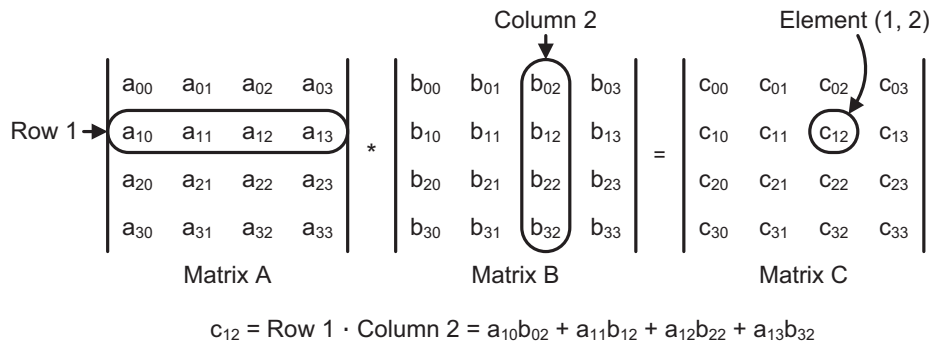 Column 2 Element (1, 2)
a₀₀ a₀₁ a₀₂ a₀₃ b₀₀ b₀₁ b₀₂ b₀₃ c₀₀ c₀₁ c₀₂ c₀₃
Row 1 a₁₀ a₁₁ a₁₂ a₁₃ * b₁₀ b₁₁ b₁₂ b₁₃ = c₁₀ c₁₁ c₁₂ c₁₃
a₂₀ a₂₁ a₂₂ a₂₃ b₂₀ b₂₁ b₂₂ b₂₃ c₂₀ c₂₁ c₂₂ c₂₃
a₃₀ a₃₁ a₃₂ a₃₃ b₃₀ b₃₁ b₃₂ b₃₃ c₃₀ c₃₁ c₃₂ c₃₃
Matrix A Matrix B Matrix C
c₁₂ = Row 1 · Column 2 = a₁₀b₀₂ + a₁₁b₁₂ + a₁₂b₂₂ + a₁₃b₃₂